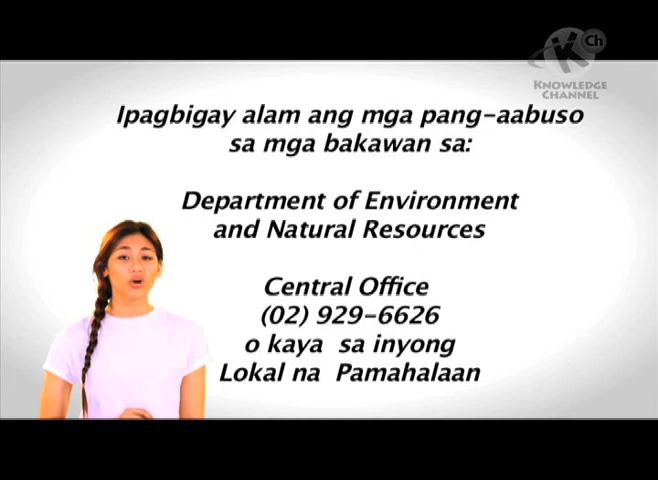 K Ch
KNOWLEDGE
CHANNEL
Ipagbigay alam ang mga pang-aabuso
sa mga bakawan sa:
Department of Environment
and Natural Resources
Central Office
(02) 929-6626
o kaya sa inyong
Lokal na Pamahalaan